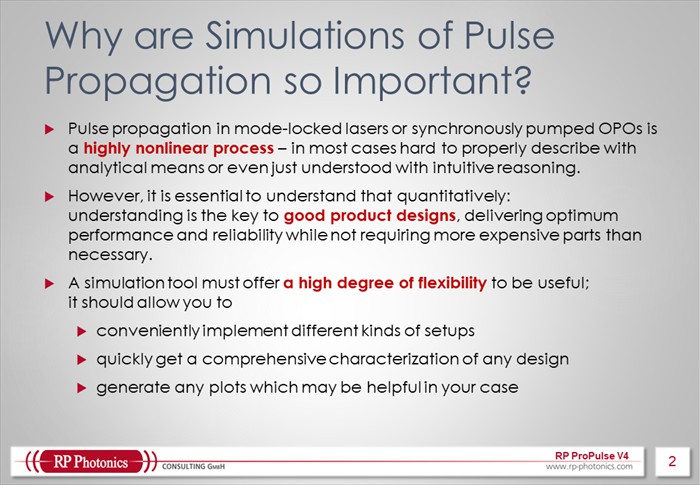 Why are Simulations of Pulse
Propagation so Important?
Pulse propagation in mode-locked lasers or synchronously pumped OPOs is
a highly nonlinear process – in most cases hard to properly describe with
analytical means or even just understood with intuitive reasoning.
However, it is essential to understand that quantitatively:
understanding is the key to good product designs, delivering optimum
performance and reliability while not requiring more expensive parts than
necessary.
A simulation tool must offer a high degree of flexibility to be useful;
it should allow you to
conveniently implement different kinds of setups
quickly get a comprehensive characterization of any design
generate any plots which may be helpful in your case
RP Photonics CONSULTING GmbH
RP ProPulse V4
www.rp-photonics.com
2